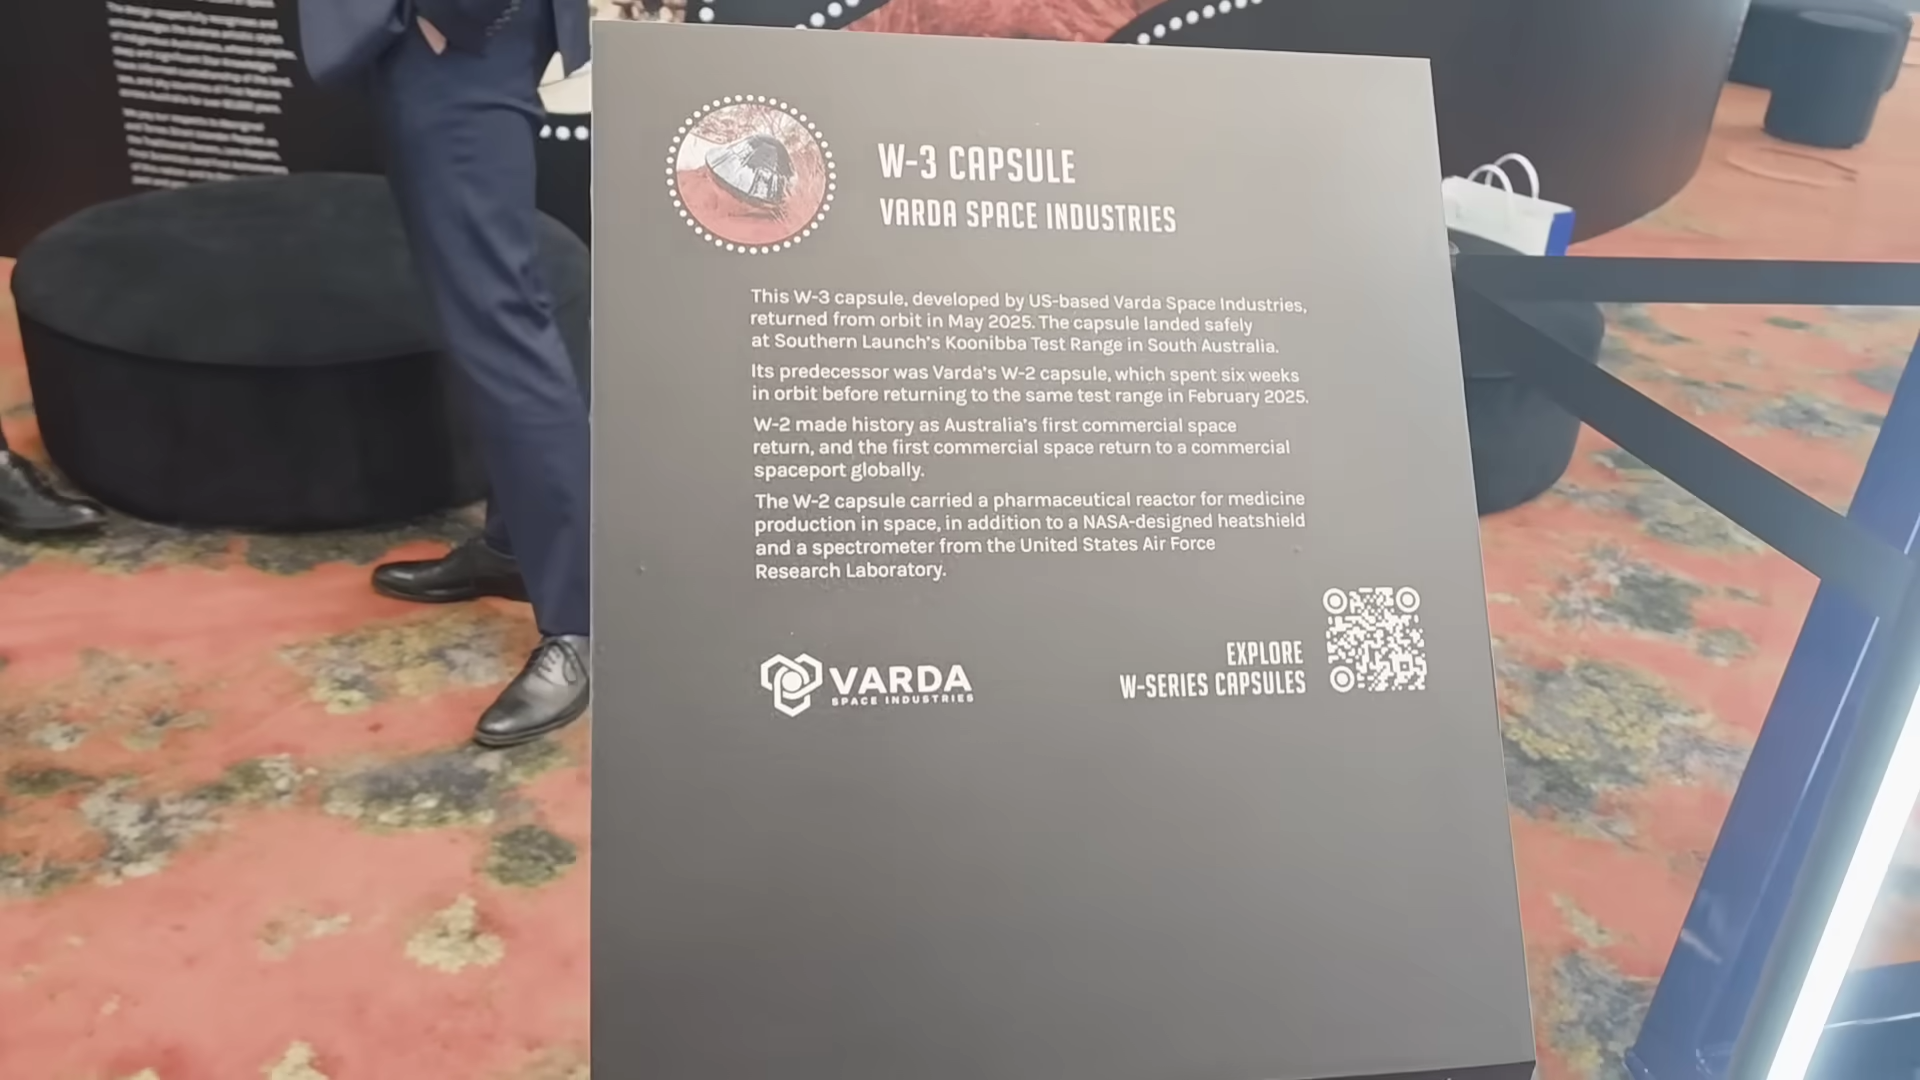 W-3 CAPSULE
VARDA SPACE INDUSTRIES
This W-3 capsule, developed by US-based Varda Space Industries,
returned from orbit in May 2025. The capsule landed safely
at Southern Launch's Koonibba Test Range in South Australia.
Its predecessor was Varda's W-2 capsule, which spent six weeks
in orbit before returning to the same test range in February 2025.
W-2 made history as Australia's first commercial space
return, and the first commercial space return to a commercial
spaceport globally.
The W-2 capsule carried a pharmaceutical reactor for medicine
production in space, in addition to a NASA-designed heatshield
and a spectrometer from the United States Air Force
Research Laboratory.
VARDA
SPACE INDUSTRIES
EXPLORE
W-SERIES CAPSULES